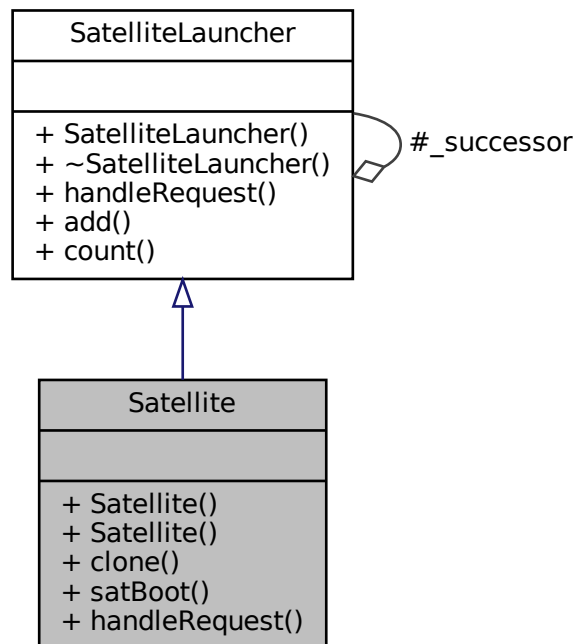 SatelliteLauncher
+ SatelliteLauncher()
+ ~SatelliteLauncher()
+ handleRequest()
+ add()
+ count()
#_successor
Satellite
+ Satellite()
+ Satellite()
+ clone()
+ satBoot()
+ handleRequest()